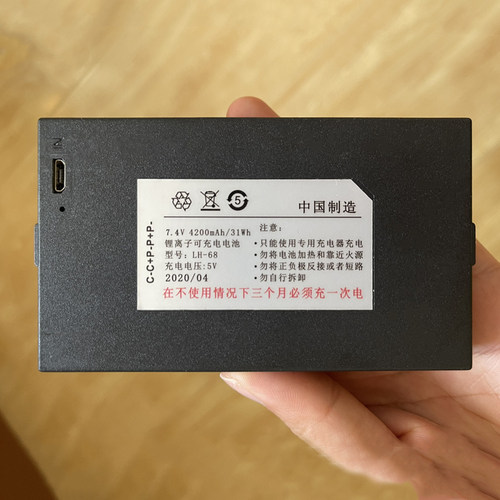 IN
C-C+P-P+P-
5
中国制造
7.4V 4200mAh/31Wh
锂离子可充电电池
型号: LH-68
充电电压:5V
2020/04
注意:
·只能使用专用充电器充电
·勿将电池加热和靠近火源
·勿将正负极反接或者短路
·勿自行拆卸
在不使用情况下三个月必须充一次电